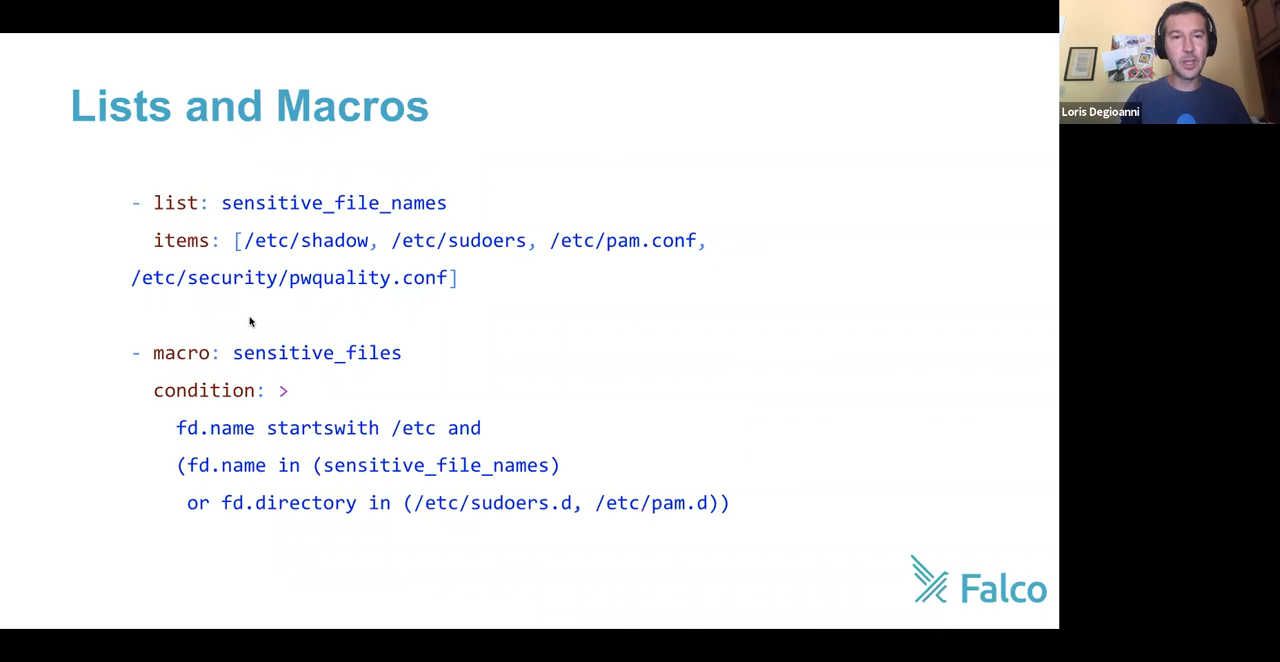 Lists and Macros
- list: sensitive_file_names
items: [/etc/shadow, /etc/sudoers, /etc/pam.conf,
/etc/security/pwquality.conf]
- macro: sensitive_files
condition: >
fd.name startswith /etc and
(fd.name in (sensitive_file_names)
or fd.directory in (/etc/sudoers.d, /etc/pam.d))
Falco
Loris Degioanni